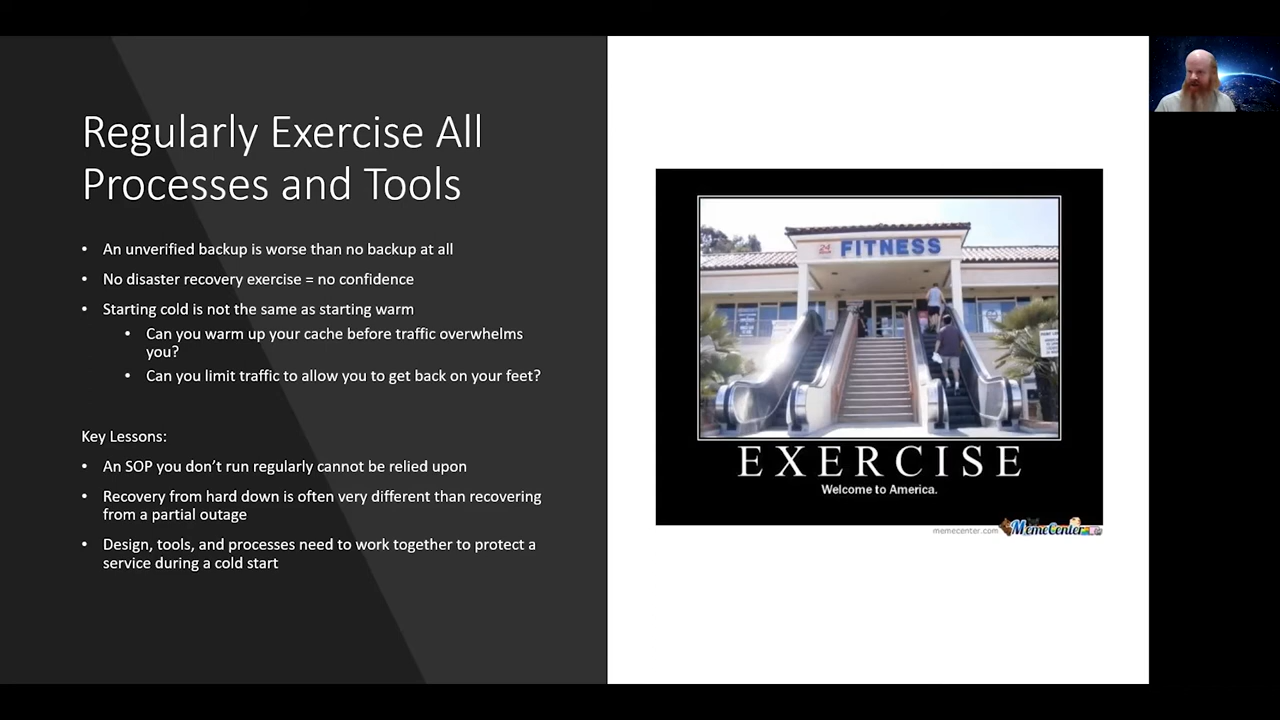 Regularly Exercise All
Processes and Tools
• An unverified backup is worse than no backup at all
• No disaster recovery exercise = no confidence
• Starting cold is not the same as starting warm
• Can you warm up your cache before traffic overwhelms
you?
• Can you limit traffic to allow you to get back on your feet?
Key Lessons:
• An SOP you don’t run regularly cannot be relied upon
• Recovery from hard down is often very different than recovering
from a partial outage
• Design, tools, and processes need to work together to protect a
service during a cold start
24
FITNESS
EXERCISE
Welcome to America.
memecenter.com MemeCenter